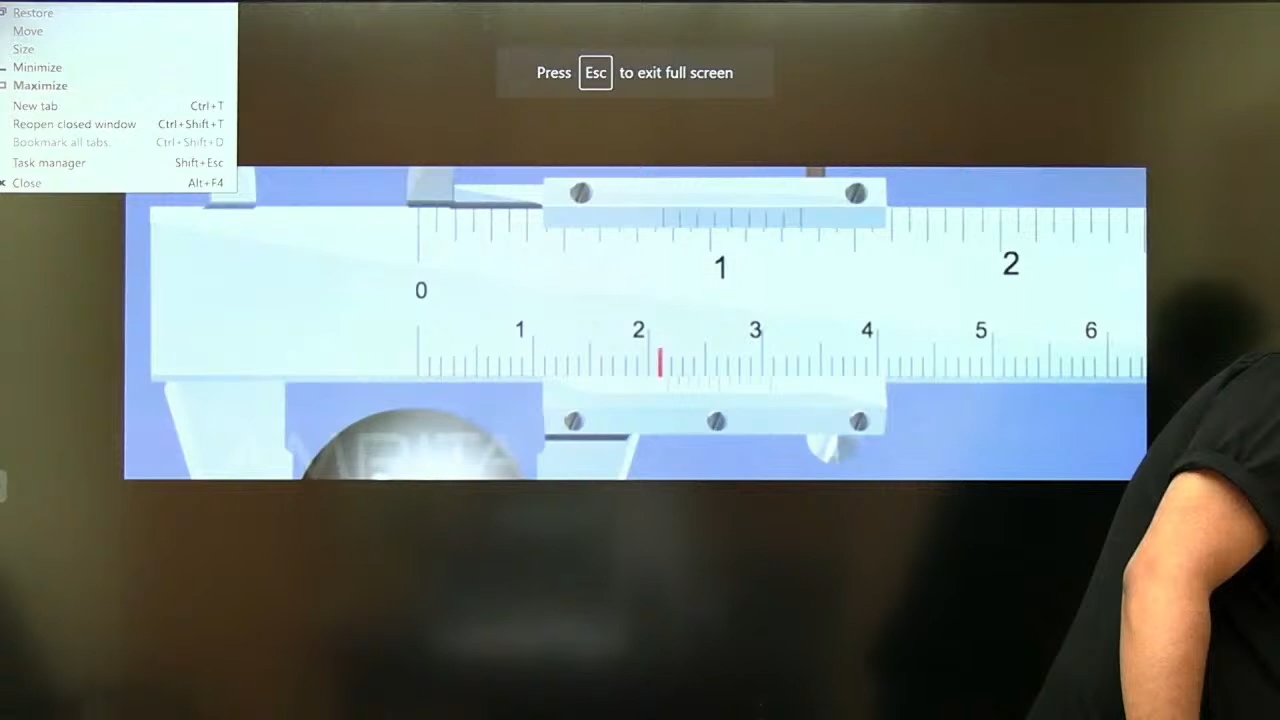 Restore
Move
Size
Minimize
Maximize
New tab Ctrl+T
Reopen closed window Ctrl+Shift+T
Bookmark all tabs. Ctrl+Shift+D
Task manager Shift+Esc
Close Alt+F4
Press Esc to exit full screen
1 2
0
1 2 3 4 5 6